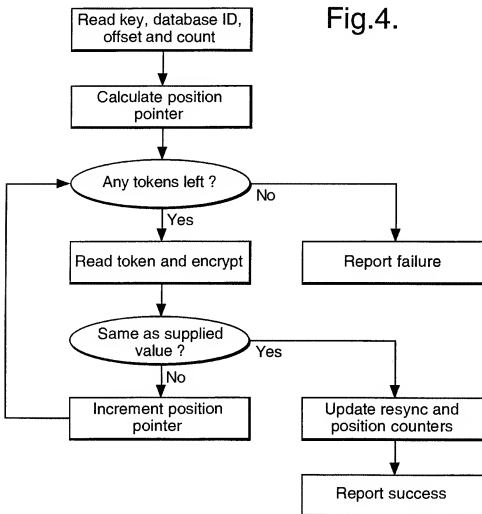 Fig.4.
Read key, database ID,
offset and count
Calculate position
pointer
Any tokens left ?
No
Yes
Read token and encrypt
Report failure
Same as supplied
value ?
Yes
No
Increment position
pointer
Update resync and
position counters
Report success